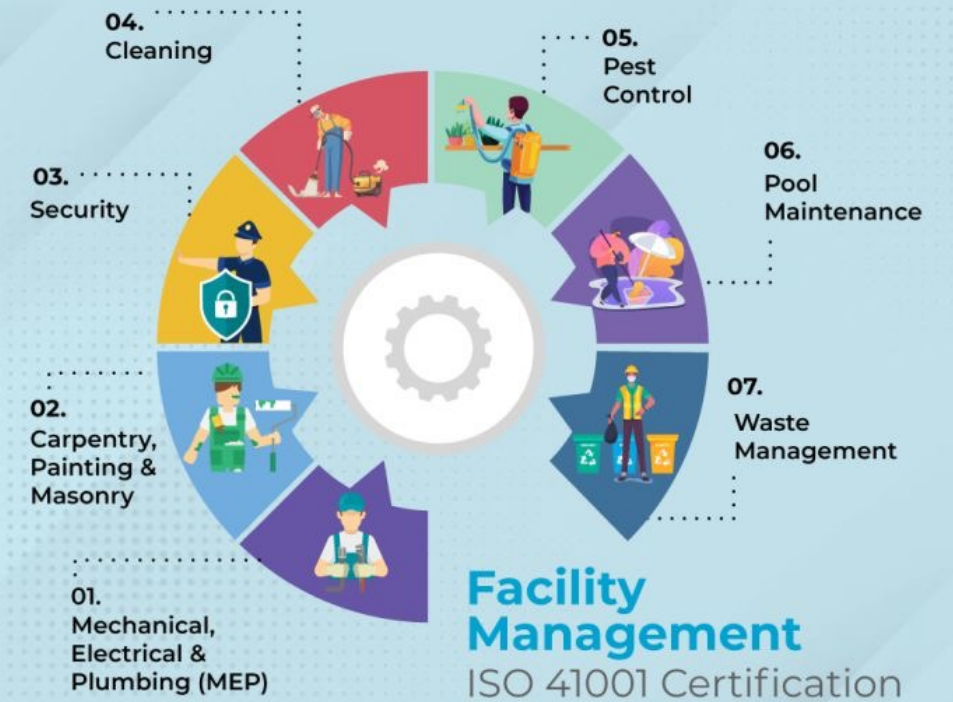 01.
Mechanical,
Electrical &
Plumbing (MEP)
02.
Carpentry,
Painting &
Masonry
03.
Security
04.
Cleaning
05.
Pest
Control
06.
Pool
Maintenance
07.
Waste
Management
Facility
Management
ISO 41001 Certification